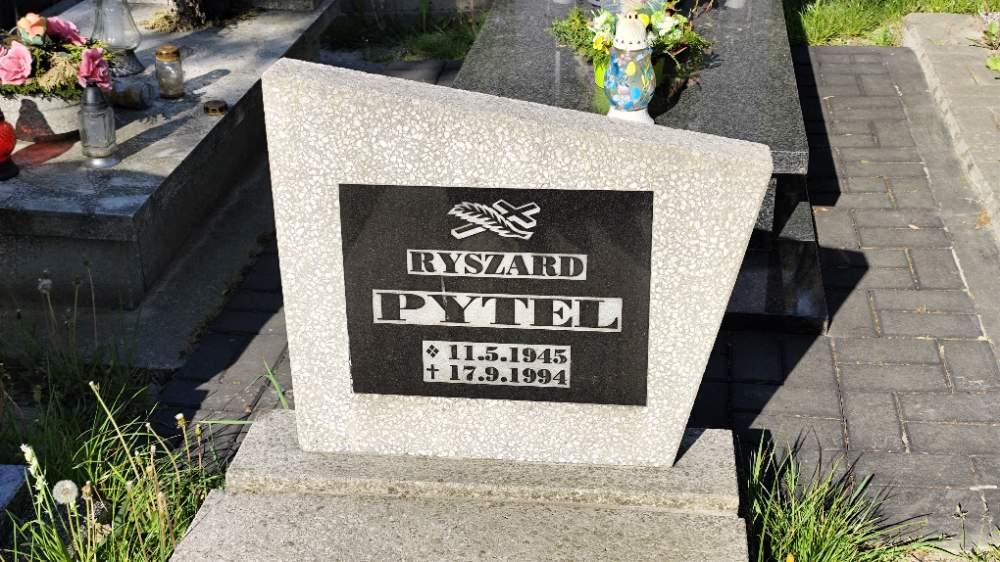 RYSZARD
PYTEL
❖ 11.5.1945
✝ 17.9.1994